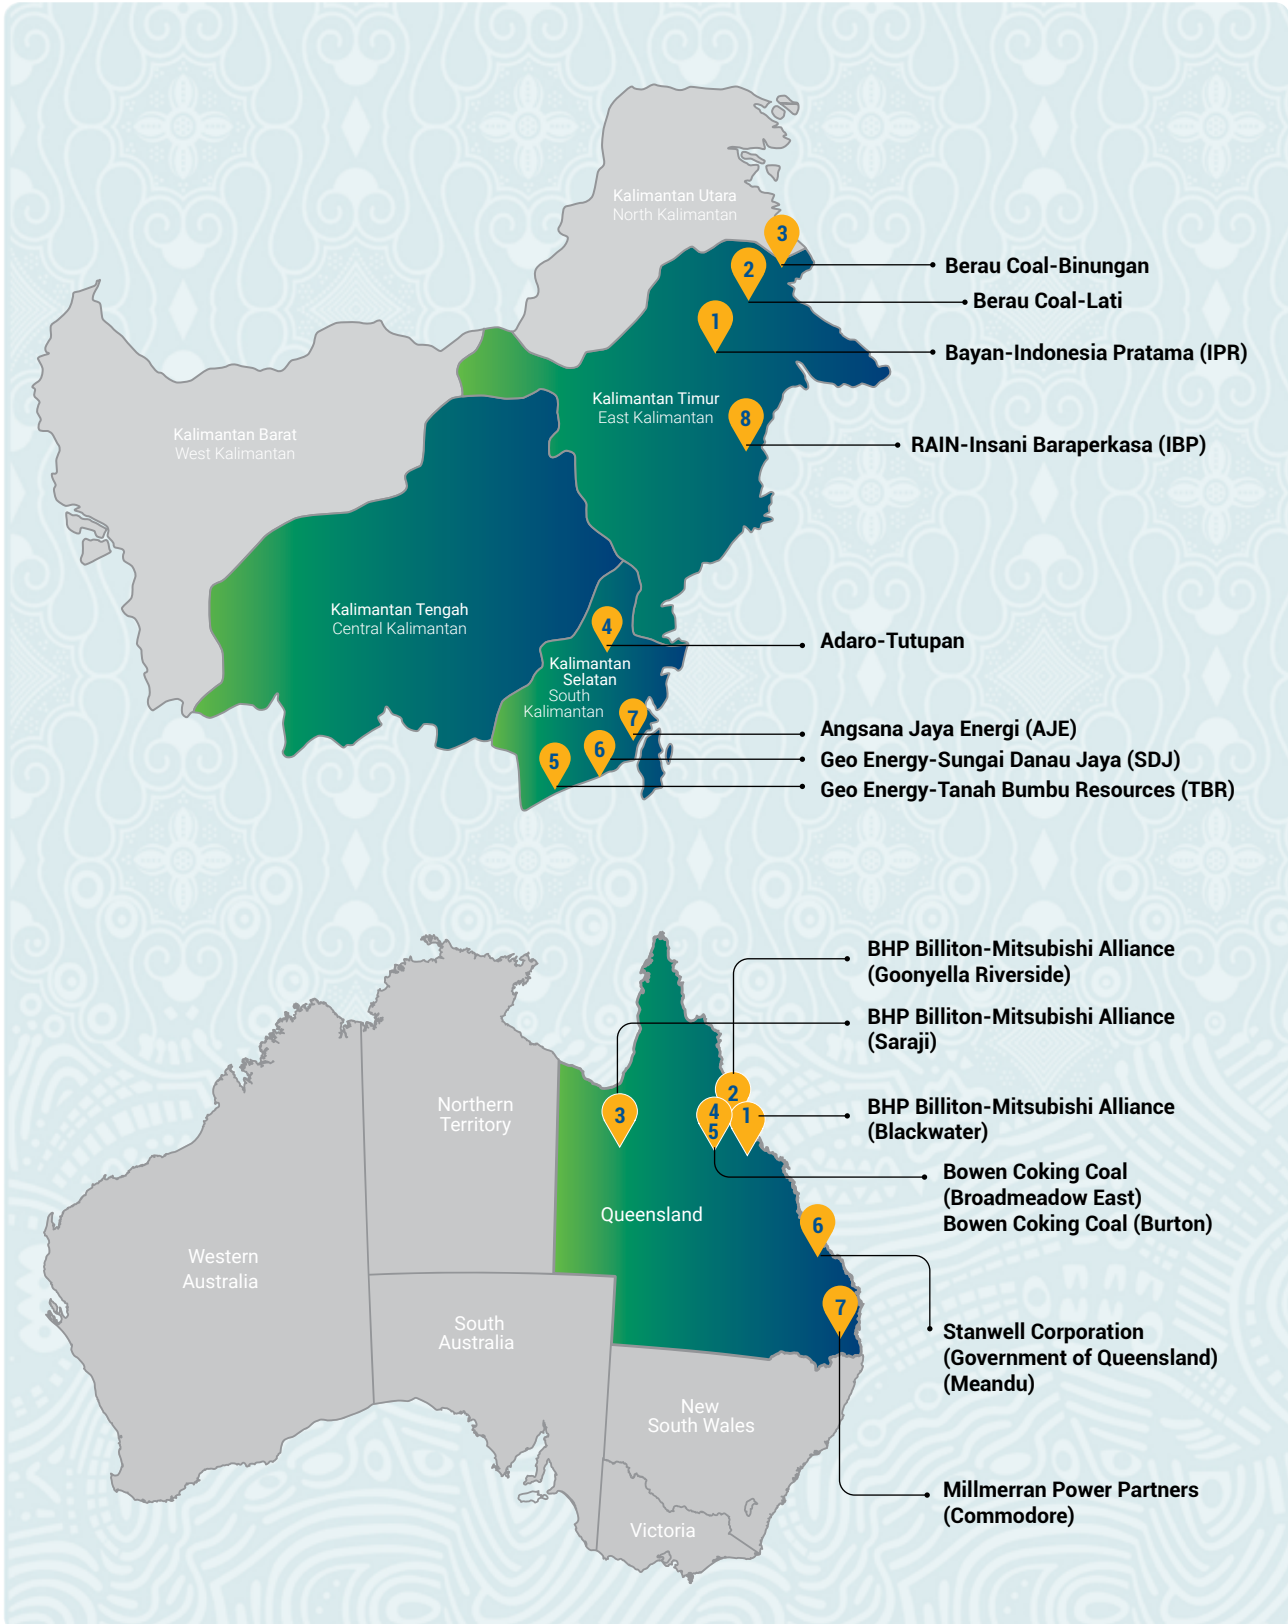 Kalimantan Utara
North Kalimantan
3
Berau Coal-Binungan
2
Berau Coal-Lati
1
Bayan-Indonesia Pratama (IPR)
Kalimantan Timur
East Kalimantan
8
RAIN-Insani Baraperkasa (IBP)
Kalimantan Barat
West Kalimantan
Kalimantan Tengah
Central Kalimantan
4
Adaro-Tutupan
Kalimantan
Selatan
South
Kalimantan
7
Angsana Jaya Energi (AJE)
6
Geo Energy-Sungai Danau Jaya (SDJ)
5
Geo Energy-Tanah Bumbu Resources (TBR)
BHP Billiton-Mitsubishi Alliance
(Goonyella Riverside)
BHP Billiton-Mitsubishi Alliance
(Saraji)
2
3
4
5
1
BHP Billiton-Mitsubishi Alliance
(Blackwater)
Northern
Territory
Bowen Coking Coal
(Broadmeadow East)
Bowen Coking Coal (Burton)
Queensland
6
Western
Australia
7
South
Australia
Stanwell Corporation
(Government of Queensland)
(Meandu)
New
South Wales
Millmerran Power Partners
(Commodore)
Victoria